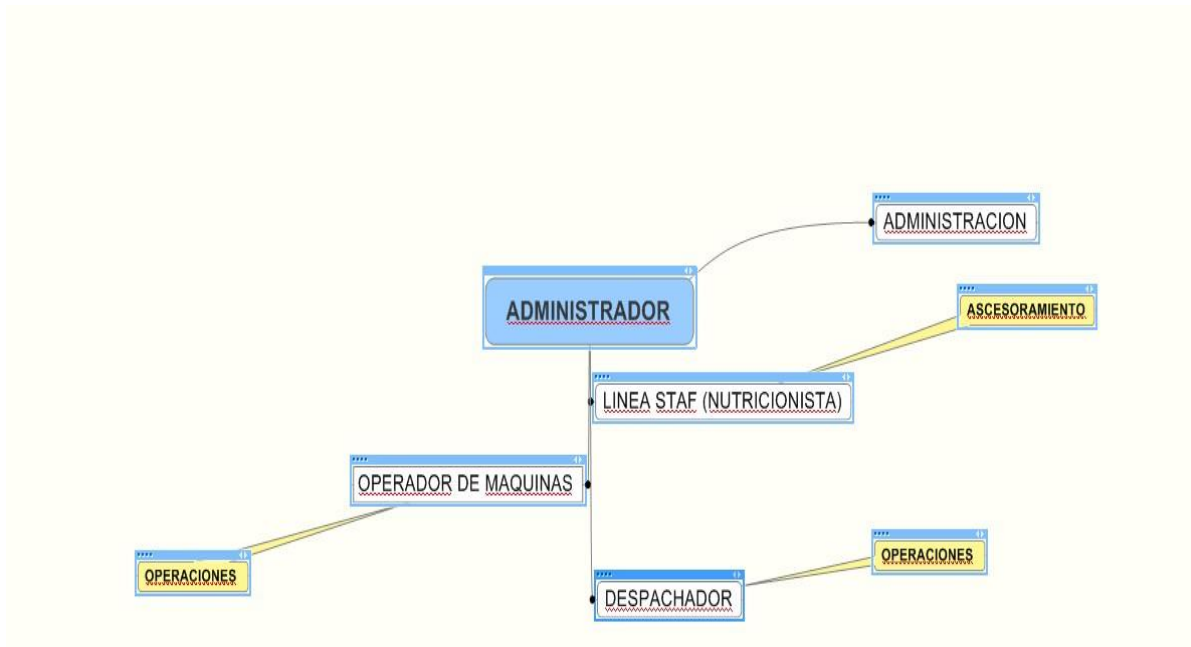 ADMINISTRACION
ADMINISTRADOR
ASCESORAMIENTO
LINEA STAF (NUTRICIONISTA)
OPERADOR DE MAQUINAS
OPERACIONES
OPERACIONES
DESPACHADOR